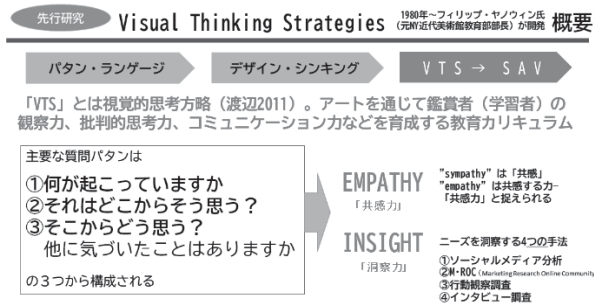 先行研究
Visual Thinking Strategies
1980年~フィリップ・ヤノウィン氏
(元NY近代美術館教育部部長)が開発
概要
パタン・ランゲージ
デザイン・シンキング
VTS→ SAV
「VTS」とは視覚的思考方略(渡辺2011)。アートを通じて鑑賞者(学習者)の
観察力、批判的思考力、コミュニケーション力などを育成する教育カリキュラム
主要な質問パタンは
①何が起こっていますか
②それはどこからそう思う?
③そこからどう思う?
他に気づいたことはありますか
の3つから構成される
EMPATHY
「共感力」
"sympathy"は「共感」
"empathy"は共感する力-
「共感力」と捉えられる
INSIGHT
「洞察力」
ニーズを洞察する4つの手法
①ソーシャルメディア分析
②M・ROC(Marketing Research Online Community)
③行動観察調査
④インタビュー調査